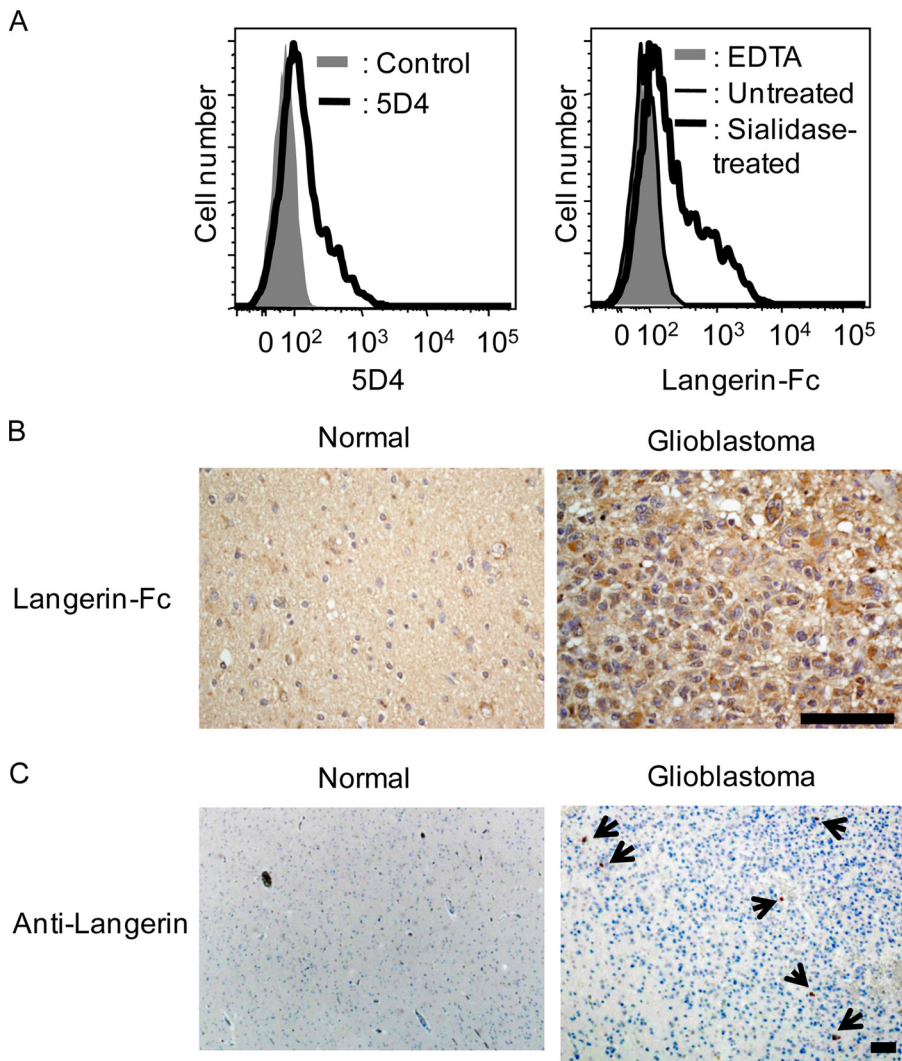 A
Cell number
: Control
: 5D4
0 10² 10³ 10⁴ 10⁵
5D4
Cell number
: EDTA
: Untreated
: Sialidase-
treated
0 10² 10³ 10⁴ 10⁵
Langerin-Fc
B
Normal
Glioblastoma
Langerin-Fc
C
Normal
Glioblastoma
Anti-Langerin